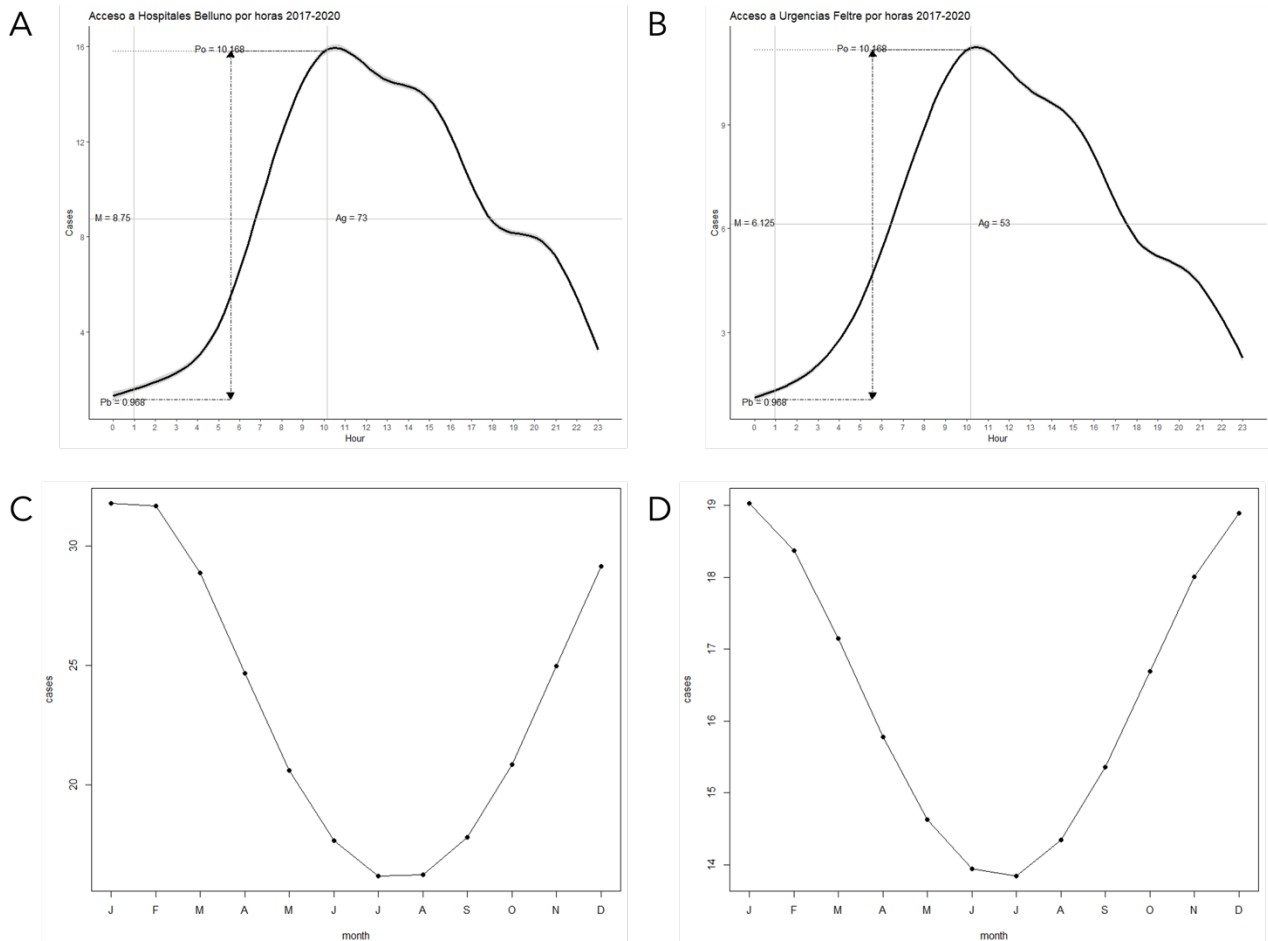 A
Acceso a Hospitales Belluno por horas 2017-2020
16
12
8
4
Cases
Po = 10.168
M = 8.75
Ag = 73
Pb = 0.968
0 1 2 3 4 5 6 7 8 9 10 11 12 13 14 15 16 17 18 19 20 21 22 23
Hour
B
Acceso a Urgencias Feltre por horas 2017-2020
9
6
3
Cases
Po = 10.168
M = 6.125
Ag = 53
Pb = 0.968
0 1 2 3 4 5 6 7 8 9 10 11 12 13 14 15 16 17 18 19 20 21 22 23
Hour
C
30
25
20
cases
J F M A M J J A S O N D
month
D
19
18
17
16
15
14
cases
J F M A M J J A S O N D
month